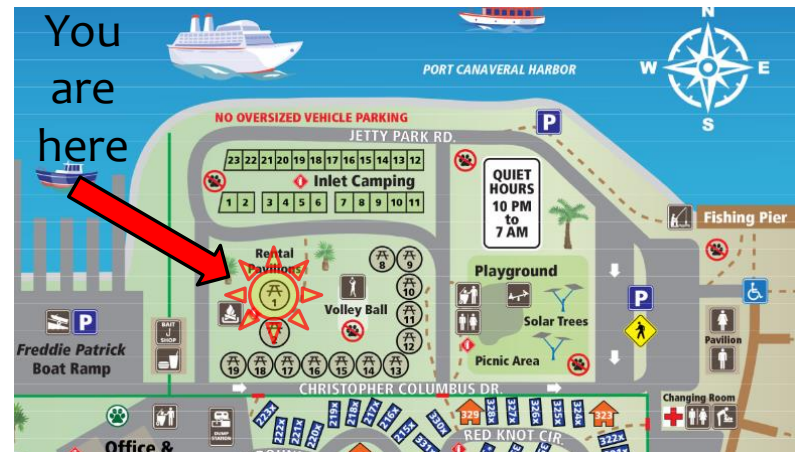 You
are
here
N
W
E
S
PORT CANAVERAL HARBOR
NO OVERSIZED VEHICLE PARKING
JETTY PARK RD.
P
23 22 21 20 19 18 17 16 15 14 13 12
Inlet Camping
1 2 3 4 5 6 7 8 9 10 11
QUIET
HOURS
10 PM
to
7 AM
Fishing Pier
Rental
Pavilions
8 9
10
11
12
1
2
19 18 17 16 15 14 13
Volley Ball
Playground
Solar Trees
Picnic Area
P
Pavilion
P
BAIT
SHOP
Freddie Patrick
Boat Ramp
CHRISTOPHER COLUMBUS DR.
Changing Room
223x 222x 221x 220x 219x 218x 217x 216x 215x
330x 331x 329 328x 327x 326x 325x 324x 323
322x
RED KNOT CIR.
DUMP
STATION
Office &